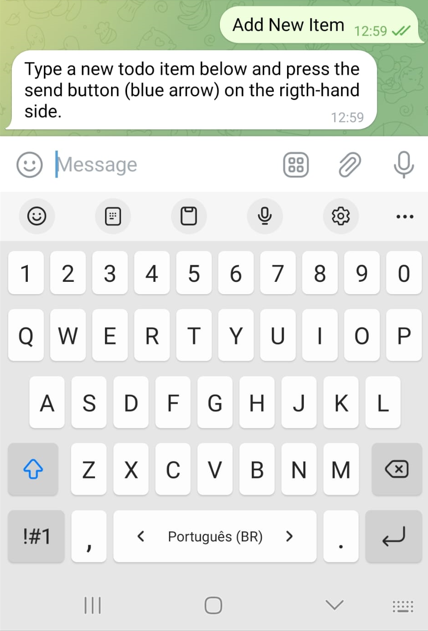 Add New Item 12:59
Type a new todo item below and press the
send button (blue arrow) on the rigth-hand
side.
12:59
Message
1 2 3 4 5 6 7 8 9 0
Q W E R T Y U I O P
A S D F G H J K L
Z X C V B N M
!#1 , < Português (BR) > .